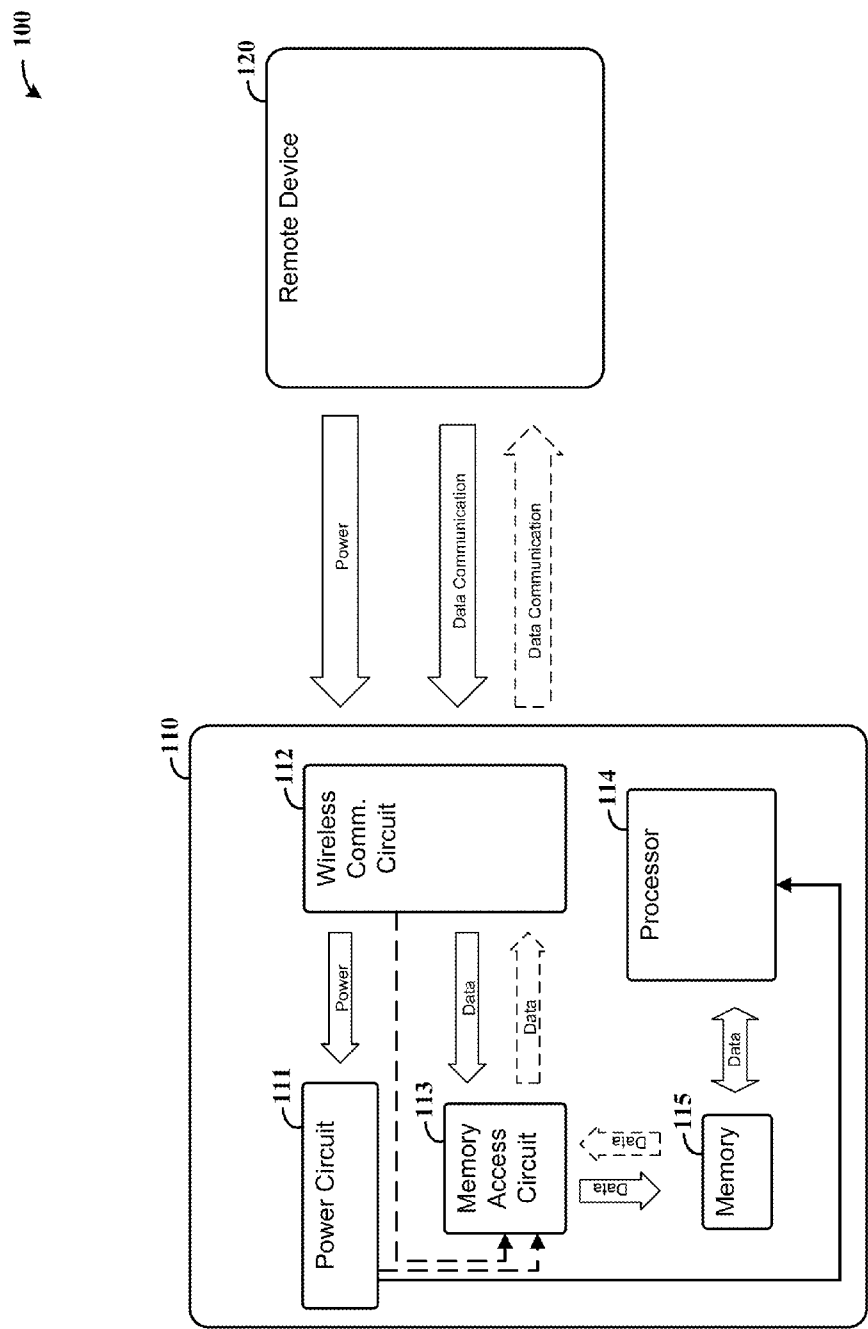 100
120
Remote Device
Power
Data Communication
Data Communication
110
112
Wireless
Comm.
Circuit
114
Processor
Power
Data
Data
Data
111
Power Circuit
113
Memory
Access
Circuit
Data
Data
115
Memory